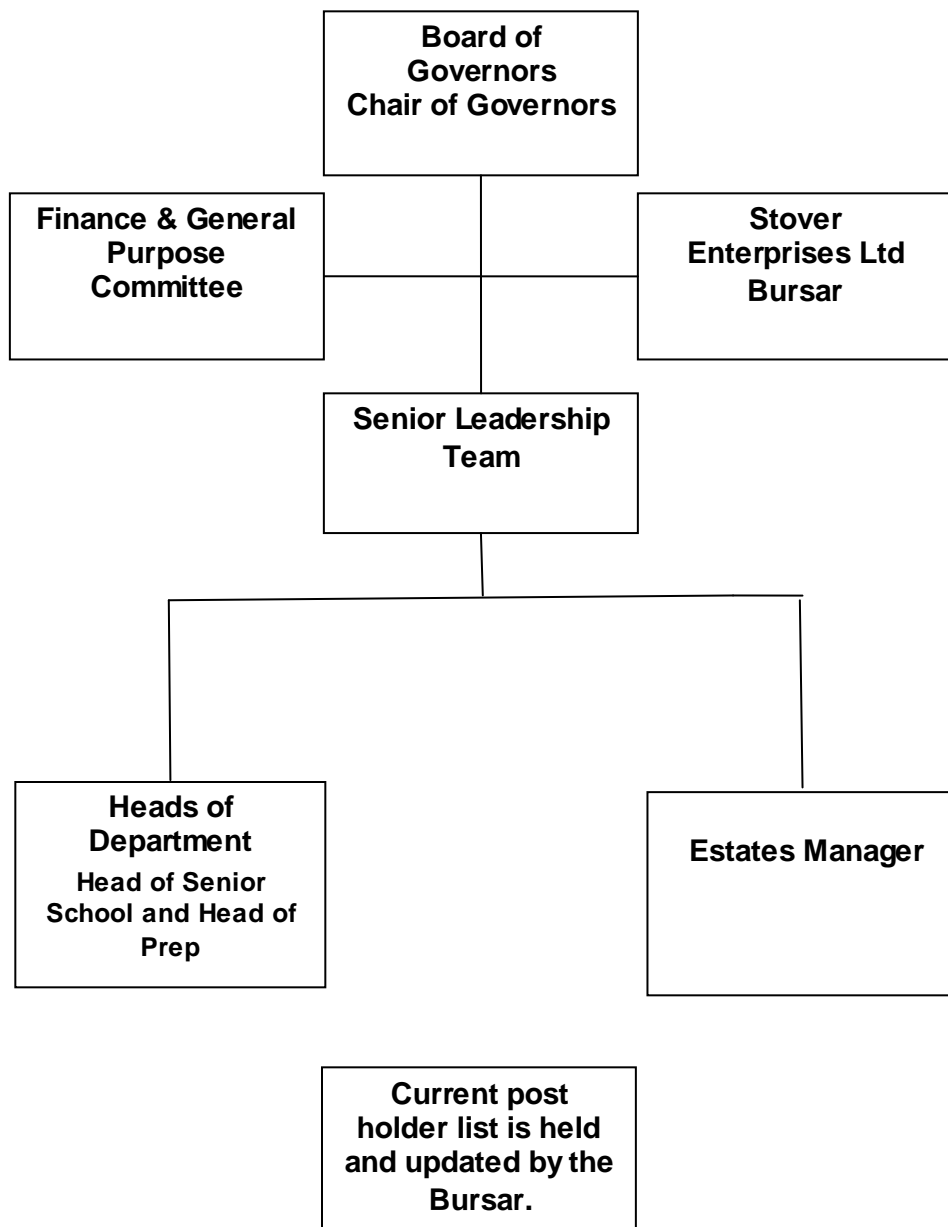 Board of
Governors
Chair of Governors
Finance & General
Purpose
Committee
Stover
Enterprises Ltd
Bursar
Senior Leadership
Team
Heads of
Department
Head of Senior
School and Head of
Prep
Estates Manager
Current post
holder list is held
and updated by the
Bursar.